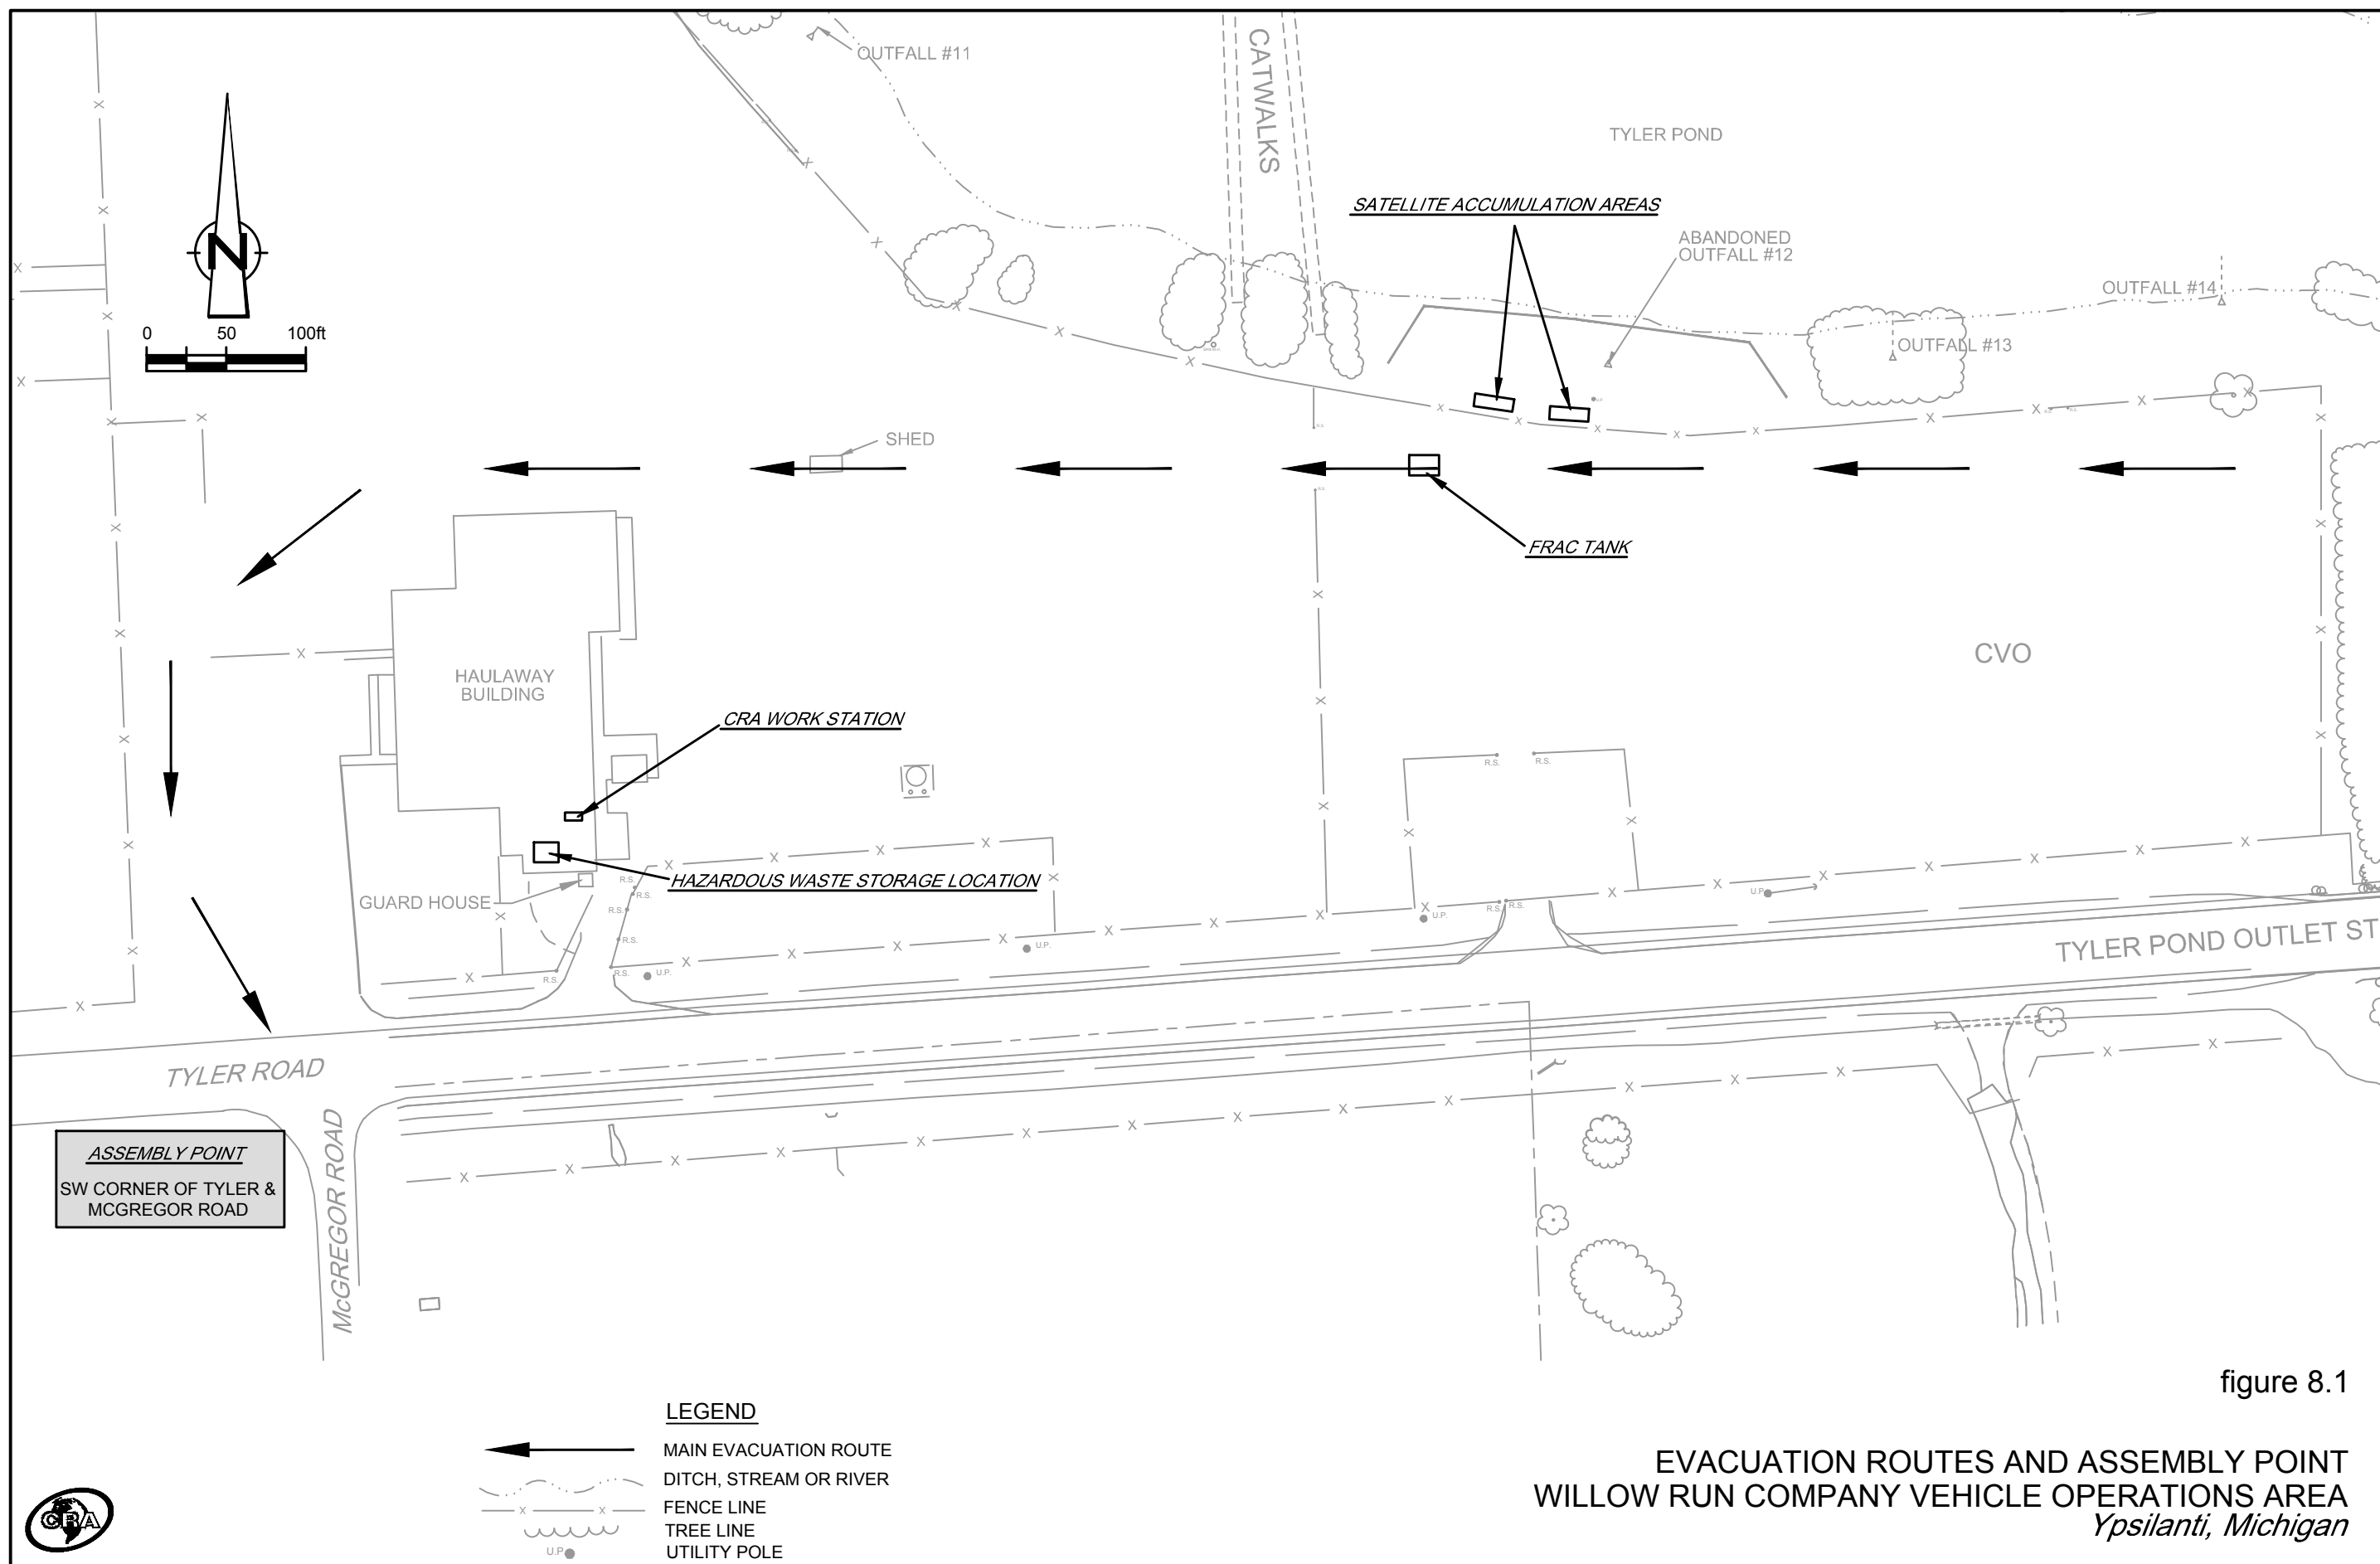 OUTFALL #11
CATWALKS
TYLER POND
SATELLITE ACCUMULATION AREAS
ABANDONED
OUTFALL #12
OUTFALL #14
OUTFALL #13
N
0 50 100ft
SHED
FRAC TANK
CVO
HAULAWAY
BUILDING
CRA WORK STATION
R.S.
R.S.
HAZARDOUS WASTE STORAGE LOCATION
GUARD HOUSE
R.S.
R.S.
R.S.
R.S.
R.S.
R.S.
U.P.
U.P.
U.P.
R.S.
R.S.
U.P.
TYLER POND OUTLET ST
TYLER ROAD
McGREGOR ROAD
ASSEMBLY POINT
SW CORNER OF TYLER &
MCGREGOR ROAD
figure 8.1
LEGEND
MAIN EVACUATION ROUTE
DITCH, STREAM OR RIVER
FENCE LINE
TREE LINE
U.P. UTILITY POLE
EVACUATION ROUTES AND ASSEMBLY POINT
WILLOW RUN COMPANY VEHICLE OPERATIONS AREA
Ypsilanti, Michigan
CRA